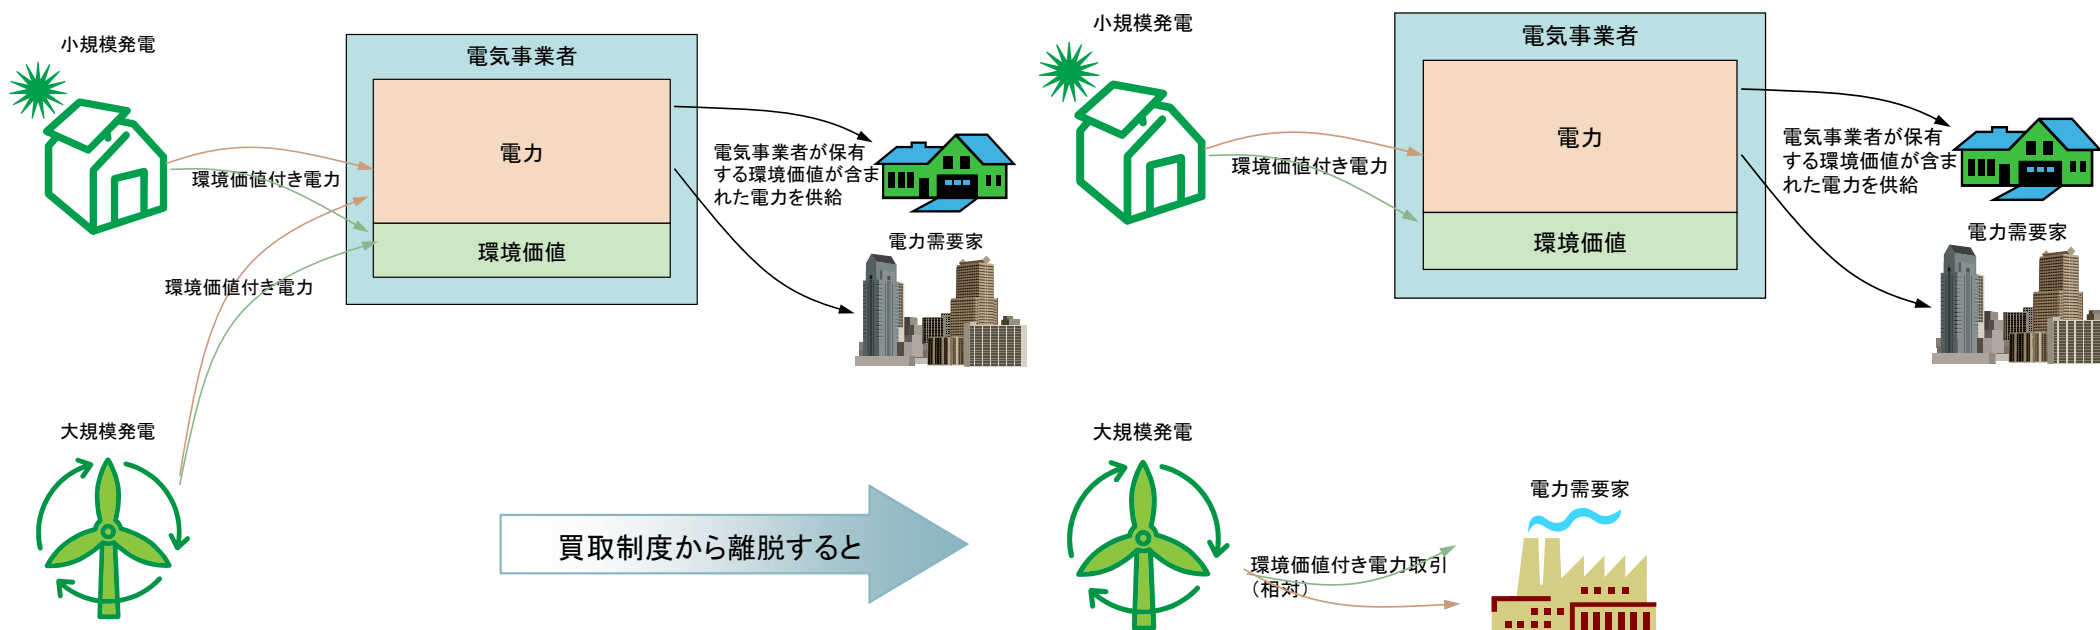 小規模発電
電気事業者
電力
環境価値付き電力
電気事業者が保有
する環境価値が含ま
れた電力を供給
環境価値
電力需要家
環境価値付き電力
大規模発電
買取制度から離脱すると
小規模発電
電気事業者
電力
環境価値付き電力
電気事業者が保有
する環境価値が含ま
れた電力を供給
環境価値
電力需要家
大規模発電
環境価値付き電力取引
（相対）
電力需要家